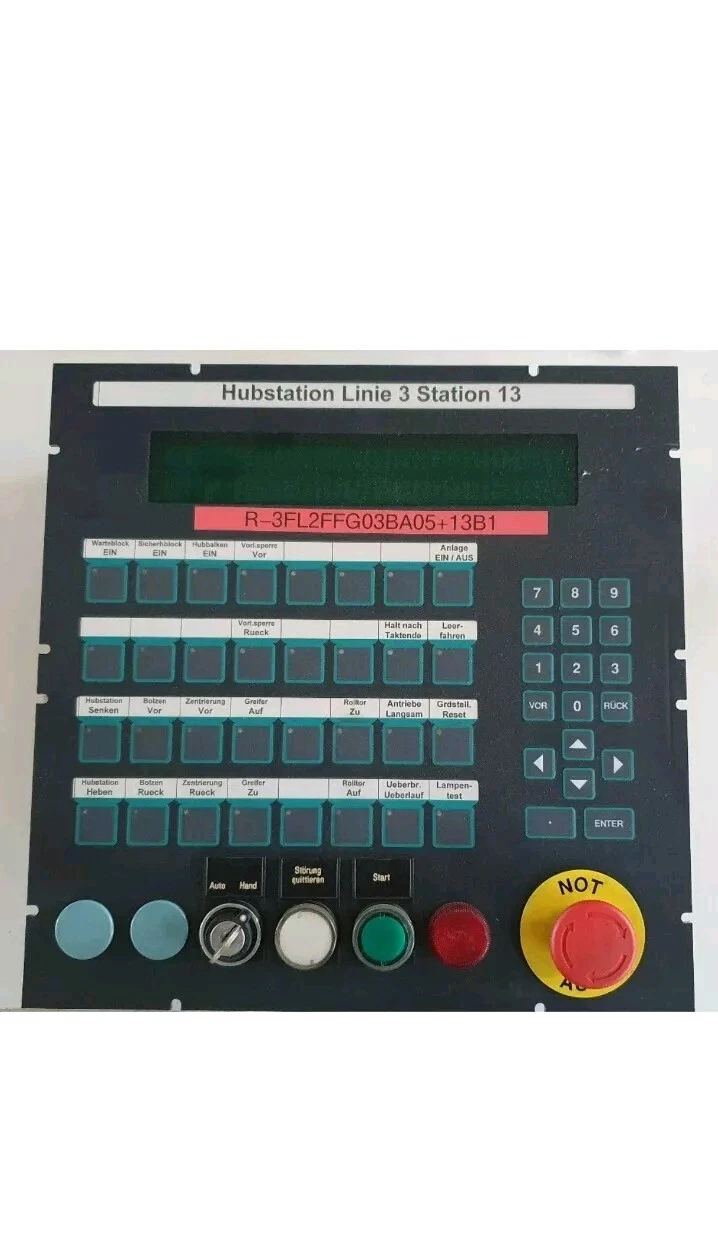 Hubstation Linie 3 Station 13
R-3FL2FFG03BA05+13B1
Warteblock Sicherhblock Hubbalken Vorl.sperre Anlage
EIN EIN EIN Vor EIN / AUS
Vorl.sperre Halt nach Leer-
Rueck Taktende fahren
Hubstation Bolzen Zentrierung Greifer Rolltor Antriebe Grdstell.
Senken Vor Vor Auf Zu Langsam Reset
Hubstation Bolzen Zentrierung Greifer Rolltor Ueberbr. Lampen-
Heben Rueck Rueck Zu Auf Ueberlauf test
7 8 9
4 5 6
1 2 3
VOR 0 RÜCK
. ENTER
Auto Hand
Störung
quittieren
Start
NOT